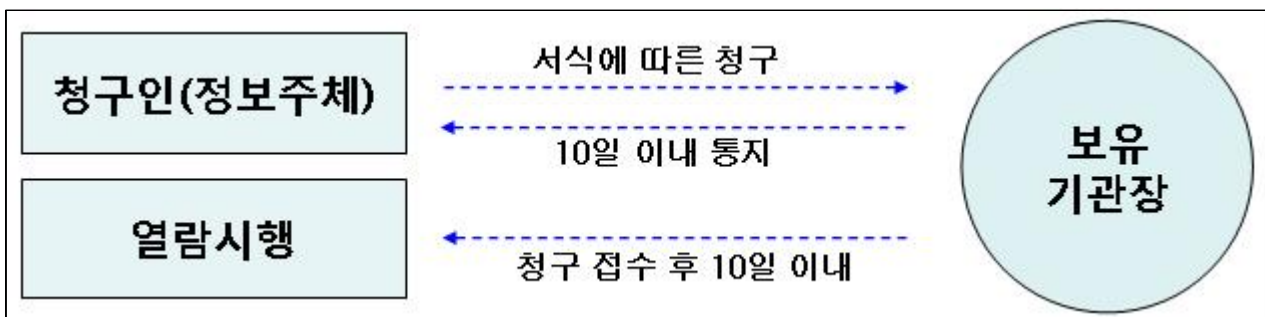 청구인(정보주체)
서식에 따른 청구
10일 이내 통지
보유
기관장
열람시행
청구 접수 후 10일 이내